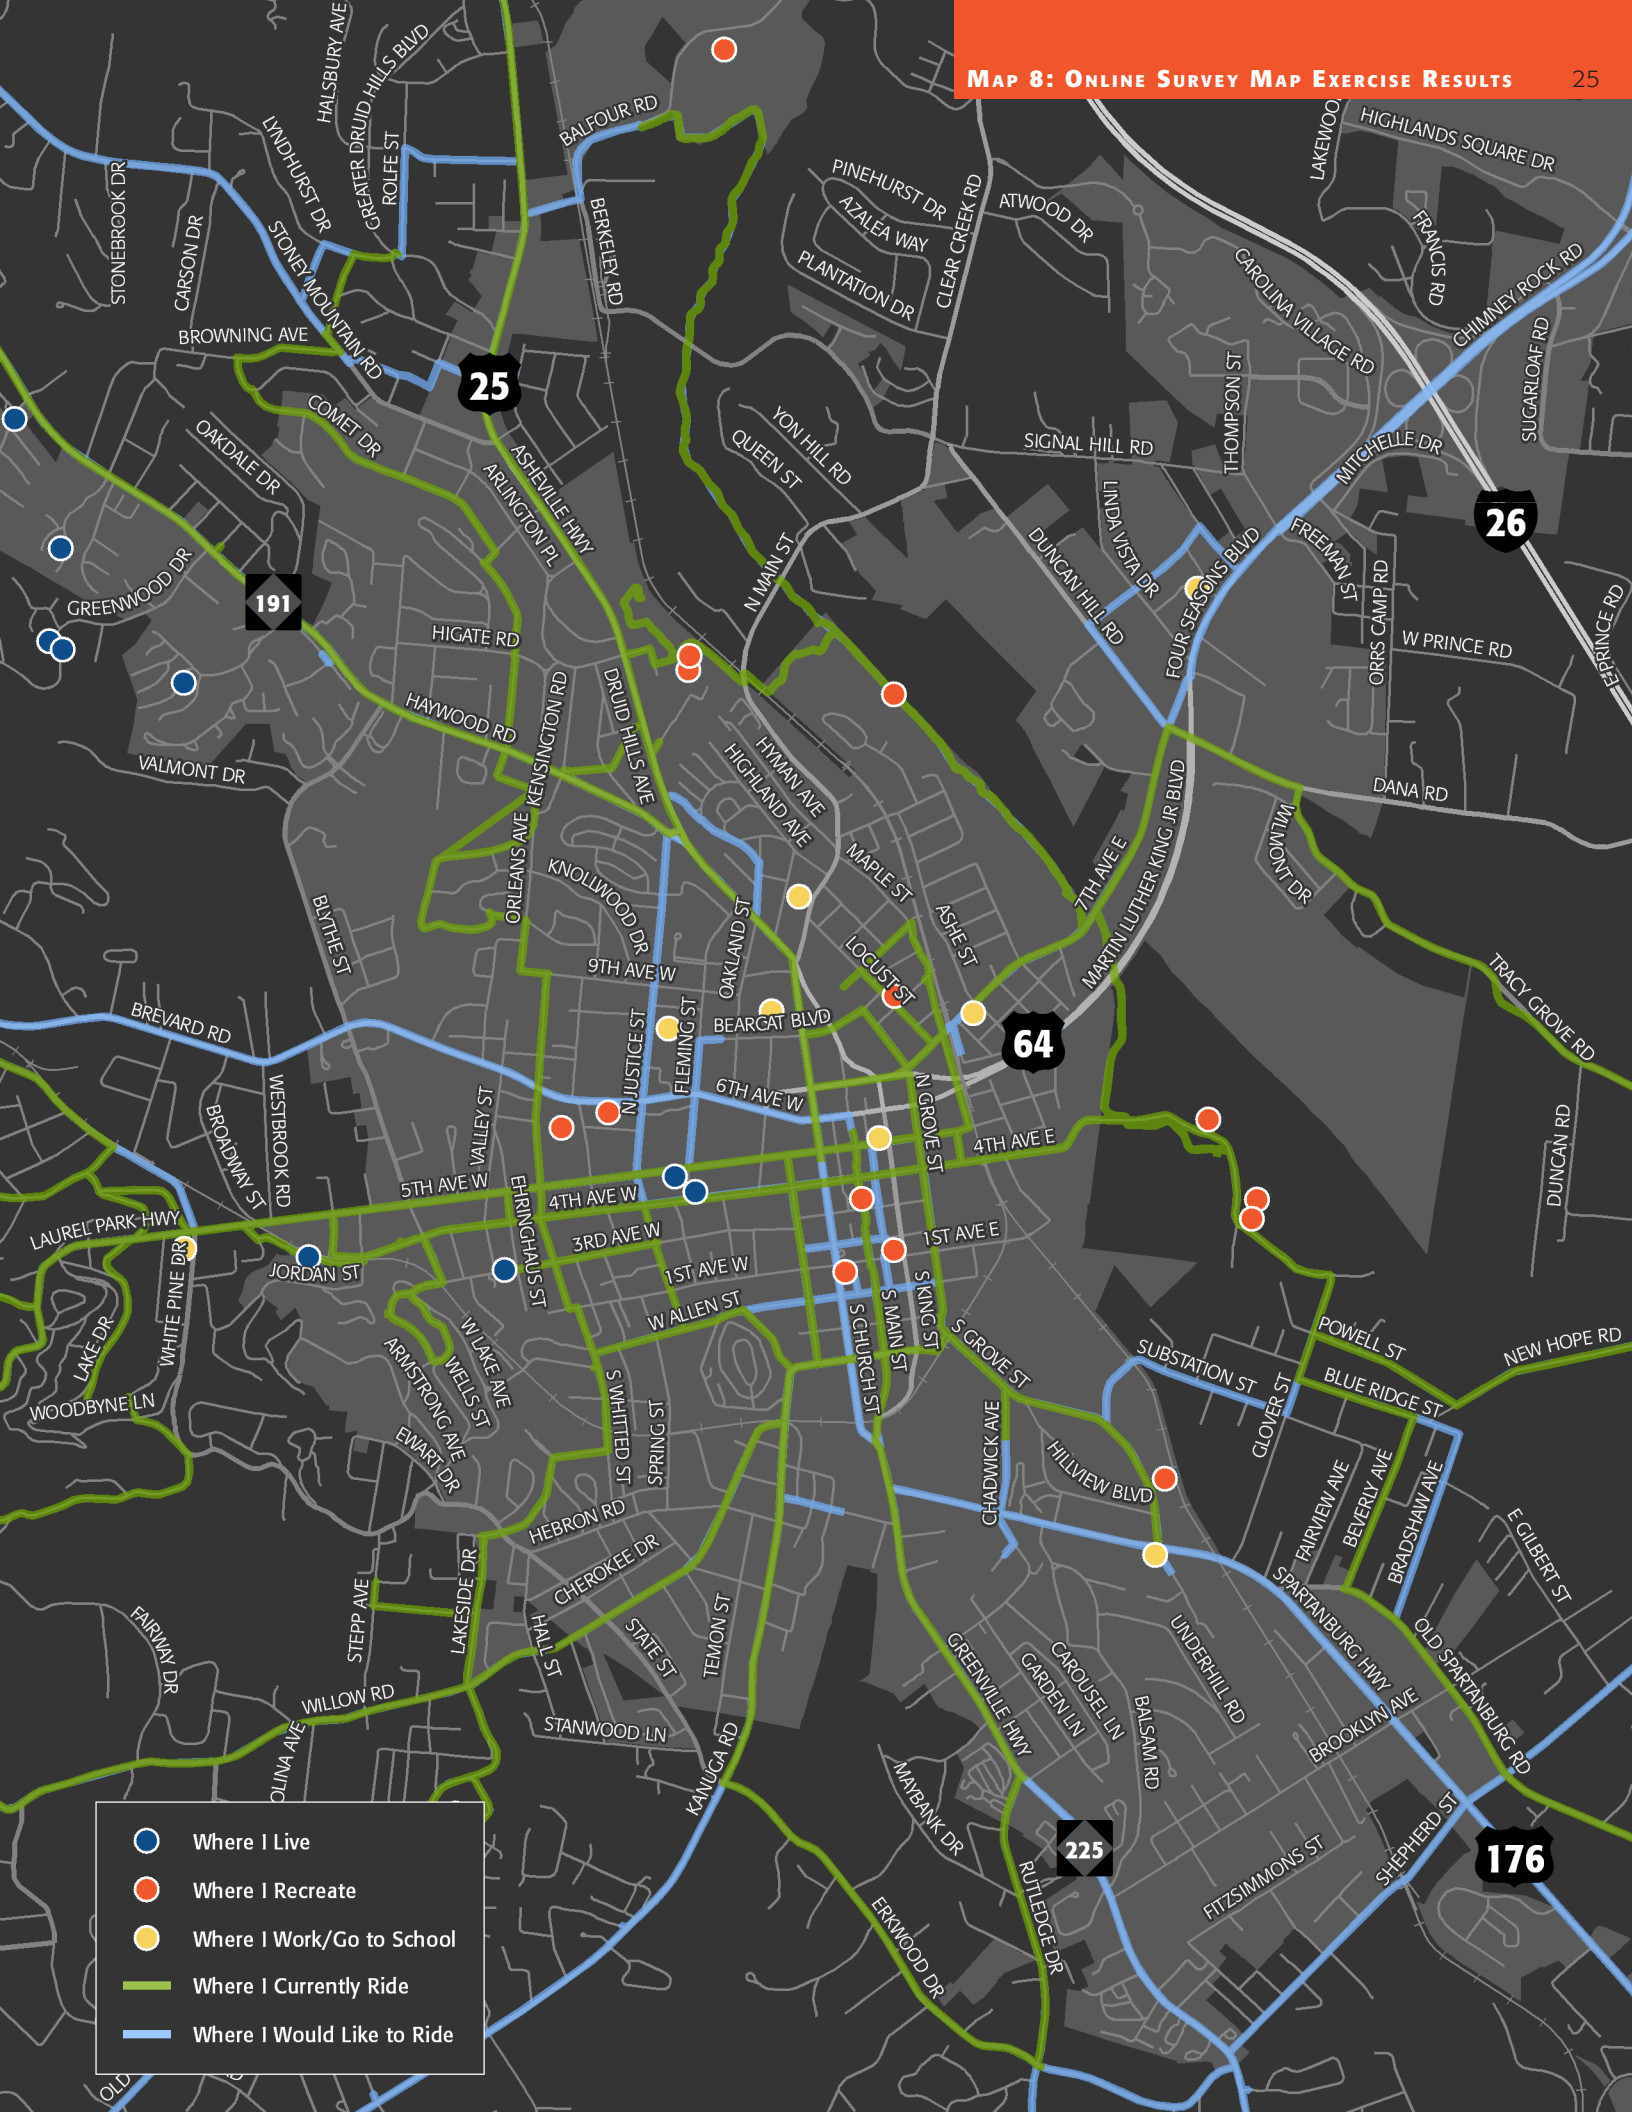 MAP 8: ONLINE SURVEY MAP EXERCISE RESULTS 25
HALSBURY AVE
GREATER DRUID HILLS BLVD
LYNDHURST DR
ROLFE ST
BALFOUR RD
LAKEWOO
HIGHLANDS SQUARE DR
STONEBROOK DR
CARSON DR
STONEY MOUNTAIN RD
BERKELEY RD
PINEHURST DR
AZALEA WAY
PLANTATION DR
CLEAR CREEK RD
ATWOOD DR
FRANCIS RD
CAROLINA VILLAGE RD
CHIMNEY ROCK RD
SUGARLOAF RD
BROWNING AVE
25
COMET DR
OAKDALE DR
ASHEVILLE HWY
ARLINGTON PL
YON HILL RD
QUEEN ST
SIGNAL HILL RD
THOMPSON ST
MITCHELLE DR
26
LINDA VISTA DR
DUNCAN HILL RD
FOUR SEASONS BLVD
FREEMAN ST
ORRS CAMP RD
W PRINCE RD
E PRINCE RD
N MAIN ST
GREENWOOD DR
191
HIGATE RD
HAYWOOD RD
KENSINGTON RD
DRUID HILLS AVE
VALMONT DR
HYMAN AVE
HIGHLAND AVE
DANA RD
WILMONT DR
MARTIN LUTHER KING JR BLVD
7TH AVE E
MAPLE ST
ASHE ST
LOCUST ST
ORLEANS AVE
KNOLLWOOD DR
OAKLAND ST
9TH AVE W
BLYTHE ST
BREVARD RD
BEARCAT BLVD
N JUSTICE ST
FLEMING ST
64
TRACY GROVE RD
DUNCAN RD
6TH AVE W
N GROVE ST
4TH AVE E
WESTBROOK RD
BROADWAY ST
VALLEY ST
5TH AVE W
4TH AVE W
EHRINGHAUS ST
3RD AVE W
1ST AVE W
1ST AVE E
LAUREL PARK HWY
JORDAN ST
WHITE PINE DR
LAKE DR
WOODBYNE LN
W ALLEN ST
S CHURCH ST
S MAIN ST
S KING ST
S GROVE ST
SUBSTATION ST
POWELL ST
NEW HOPE RD
BLUE RIDGE ST
GLOVER ST
W LAKE AVE
WELLS ST
ARMSTRONG AVE
EWART DR
S WHITTED ST
SPRING ST
CHADWICK AVE
HILLVIEW BLVD
FAIRVIEW AVE
BEVERLY AVE
BRADSHAW AVE
E GILBERT ST
HEBRON RD
CHEROKEE DR
STEPP AVE
LAKESIDE DR
HALL ST
STATE ST
TEMON ST
FAIRWAY DR
WILLOW RD
OLINA AVE
STANWOOD LN
KANUGA RD
GREENVILLE HWY
GARDEN LN
CAROUSEL LN
BALSAM RD
UNDERHILL RD
SPARTANBURG HWY
BROOKLYN AVE
OLD SPARTANBURG RD
MAYBANK DR
225
RUTLEDGE DR
ERKWOOD DR
FITZSIMMONS ST
SHEPHERD ST
176
Where I Live
Where I Recreate
Where I Work/Go to School
Where I Currently Ride
Where I Would Like to Ride
OLD